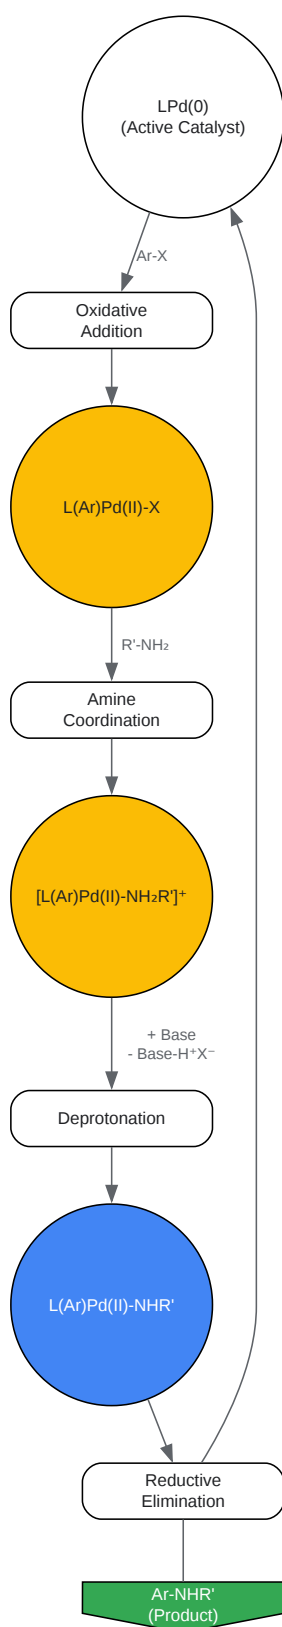 LPd(0)
(Active Catalyst)
Ar-X
Oxidative
Addition
L(Ar)Pd(II)-X
R'-NH₂
Amine
Coordination
[L(Ar)Pd(II)-NH₂R']⁺
+ Base
- Base-H⁺X⁻
Deprotonation
L(Ar)Pd(II)-NHR'
Reductive
Elimination
Ar-NHR'
(Product)